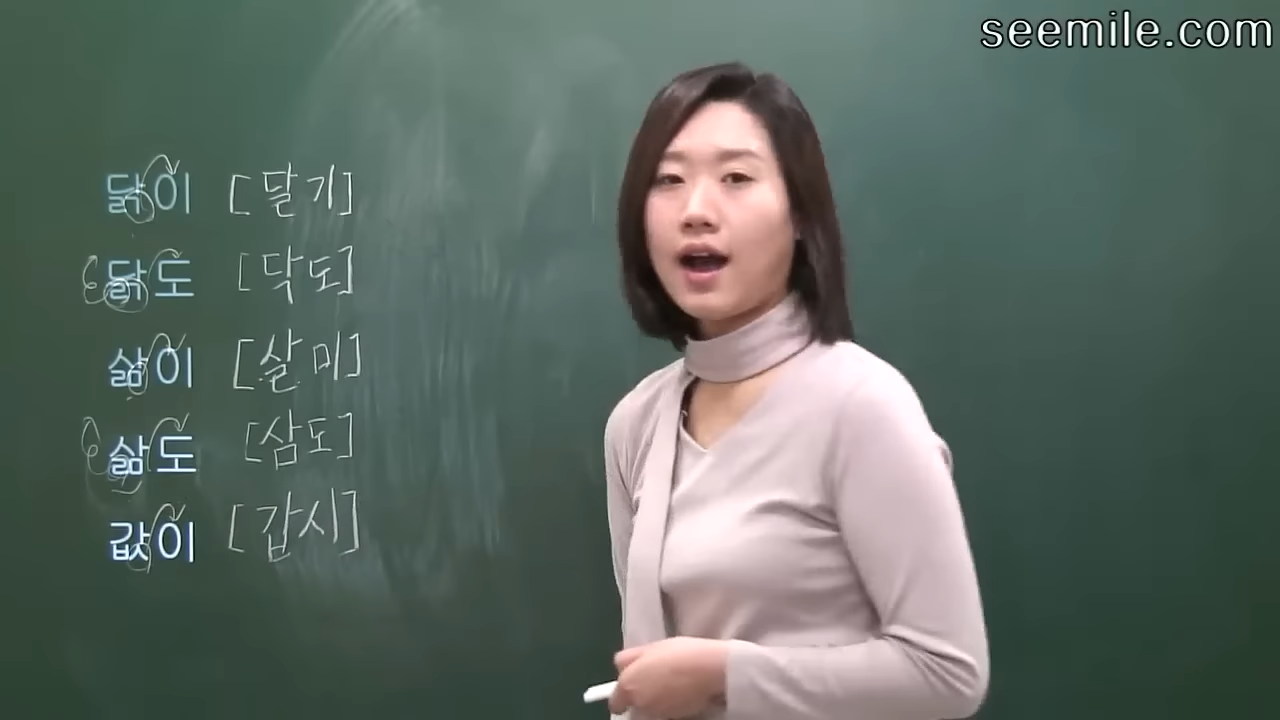 seemile.com
닭이 [달기]
닭도 [닥도]
삶이 [살미]
삶도 [삼도]
값이 [갑시]